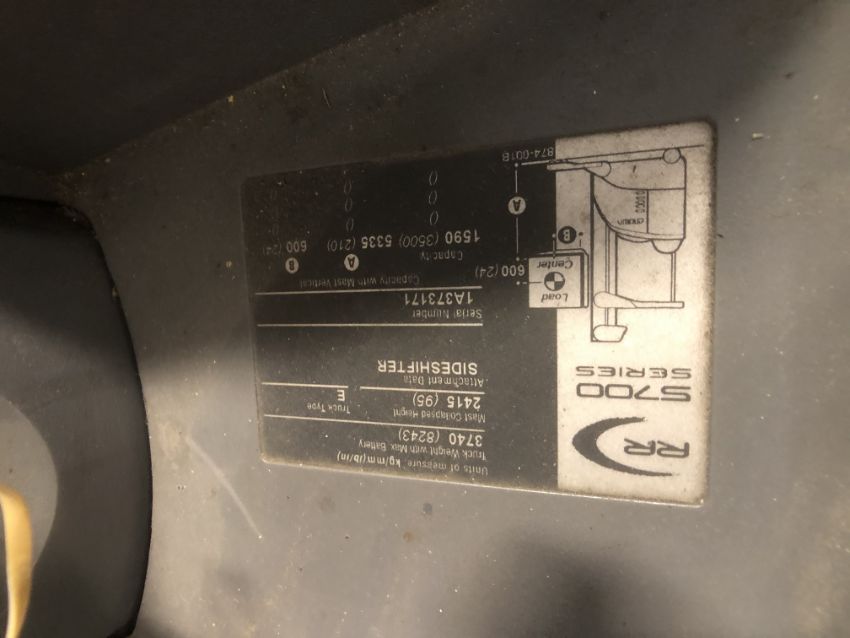 RR
S700
SERIES
Units of measure: kg/mm(lb/in)
Truck Weight with Max. Battery
3740 (8243)
Mast Collapsed Height Truck Type
2415 (95) E
Attachment Data
SIDESHIFTER
Serial Number
1A373171
Capacity with Mast Vertical
Capacity A B
1590 (3500) 5335 (210) 600 (24)
() () ()
() () ()
() () ()
Load
Center
600 (24)
B
A
CROWN
874-001B